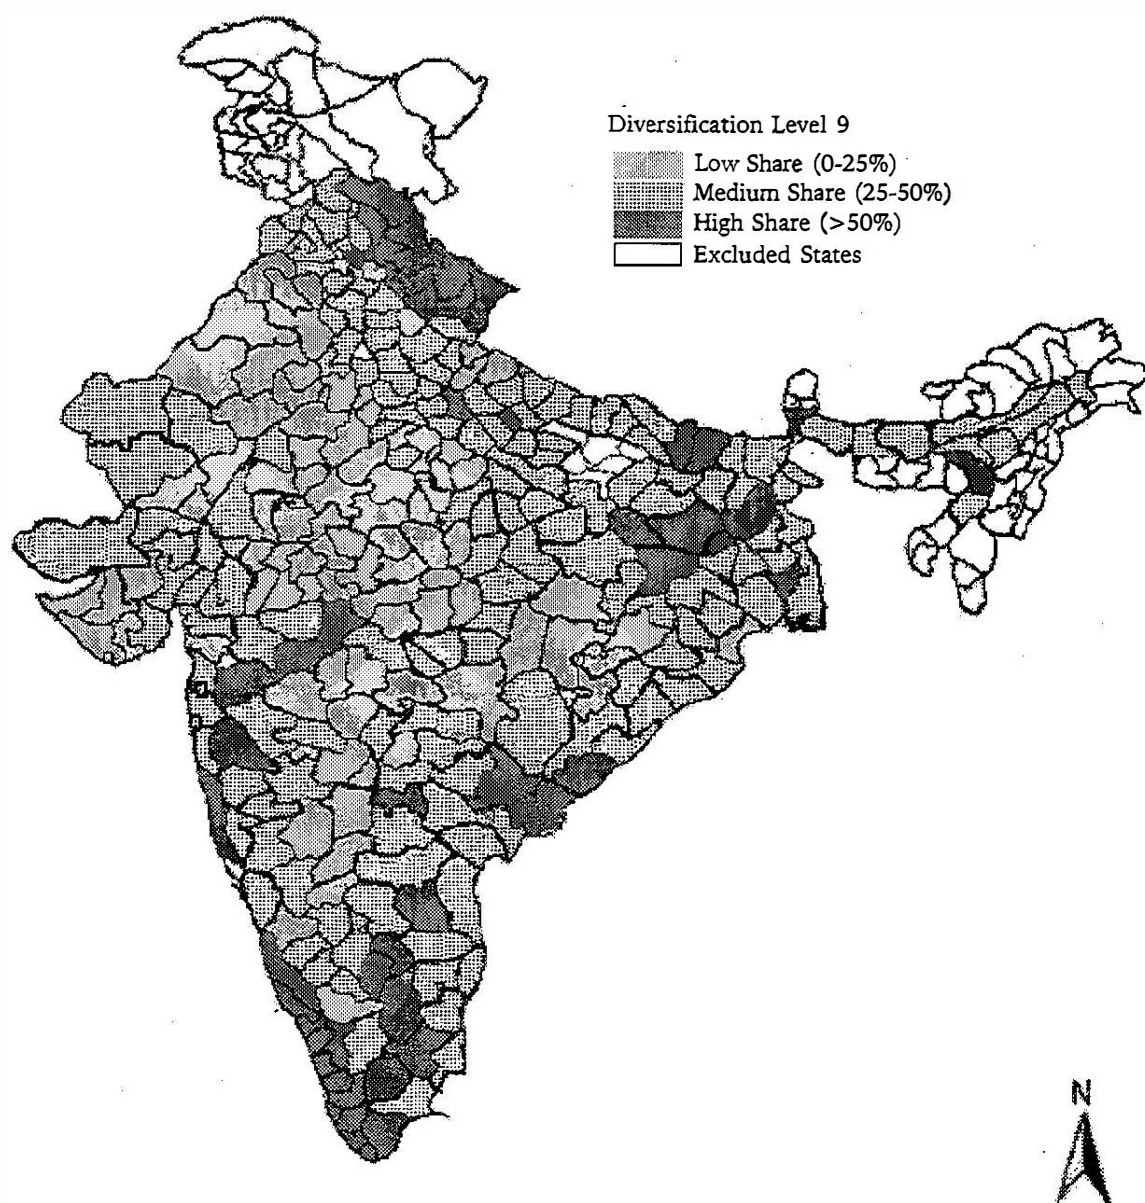 Diversification Level 9
Low Share (0-25%)
Medium Share (25-50%)
High Share (>50%)
Excluded States
N